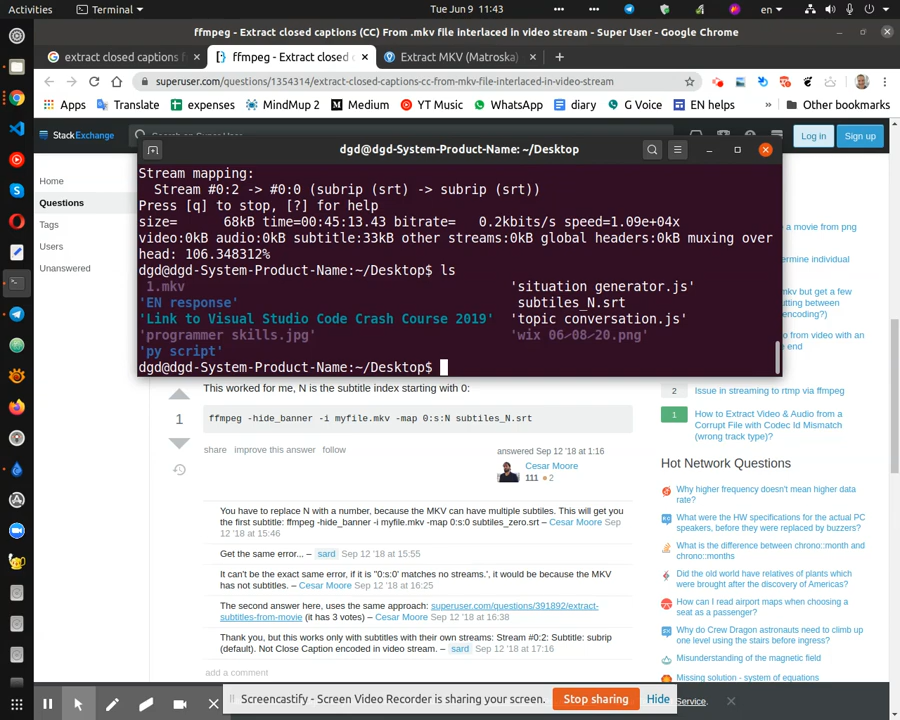 Activities
Terminal
Tue Jun 9 11:43
en
ffmpeg - Extract closed captions (CC) From .mkv file interlaced in video stream - Super User - Google Chrome
extract closed captions f
ffmpeg - Extract closed
Extract MKV (Matroska)
superuser.com/questions/1354314/extract-closed-captions-cc-from-mkv-file-interlaced-in-video-stream
Apps
Translate
expenses
MindMup 2
Medium
YT Music
WhatsApp
diary
G Voice
EN helps
»
Other bookmarks
StackExchange
Log in
Sign up
Home
Questions
Tags
Users
Unanswered
dgd@dgd-System-Product-Name: ~/Desktop
Stream mapping:
Stream #0:2 -> #0:0 (subrip (srt) -> subrip (srt))
Press [q] to stop, [?] for help
size= 68kB time=00:45:13.43 bitrate= 0.2kbits/s speed=1.09e+04x
video:0kB audio:0kB subtitle:33kB other streams:0kB global headers:0kB muxing over
head: 106.348312%
dgd@dgd-System-Product-Name:~/Desktop$ ls
1.mkv 'situation generator.js'
'EN response' subtitles_N.srt
'Link to Visual Studio Code Crash Course 2019' 'topic conversation.js'
'programmer skills.jpg' 'wix 06-08-20.png'
'py script'
dgd@dgd-System-Product-Name:~/Desktop$
This worked for me, N is the subtitle index starting with 0:
1
ffmpeg -hide_banner -i myfile.mkv -map 0:s:N subtiles_N.srt
share improve this answer follow
answered Sep 12 '18 at 1:16
Cesar Moore
111 ●2
You have to replace N with a number, because the MKV can have multiple subtiles. This will get you
the first subtitle: ffmpeg -hide_banner -i myfile.mkv -map 0:s:0 subtiles_zero.srt – Cesar Moore Sep
12 '18 at 15:46
Get the same error... – sard Sep 12 '18 at 15:55
It can't be the exact same error, if it is "0:s:0' matches no streams.', it would be because the MKV
has not subtitles. – Cesar Moore Sep 12 '18 at 16:25
The second answer here, uses the same approach: superuser.com/questions/391892/extract-
subtitles-from-movie (it has 3 votes) – Cesar Moore Sep 12 '18 at 16:38
Thank you, but this works only with subtitles with their own streams: Stream #0:2: Subtitle: subrip
(default). Not Close Caption encoded in video stream. – sard Sep 12 '18 at 17:16
add a comment
a movie from png
ermine individual
mkv but get a few
utting between
encoding?)
o from video with an
e end
2
Issue in streaming to rtmp via ffmpeg
1
How to Extract Video & Audio from a
Corrupt File with Codec Id Mismatch
(wrong track type)?
Hot Network Questions
Why higher frequency doesn't mean higher data
rate?
What were the HW specifications for the actual PC
speakers, before they were replaced by buzzers?
What is the difference between chrono::month and
chrono::months
Did the old world have relatives of plants which
were brought after the discovery of Americas?
How can I read airport maps when choosing a
seat as a passenger?
Why do Crew Dragon astronauts need to climb up
one level using the stairs before ingress?
Misunderstanding of the magnetic field
Missing solution - system of equations
Screencastify - Screen Video Recorder is sharing your screen.
Stop sharing
Hide
Service.